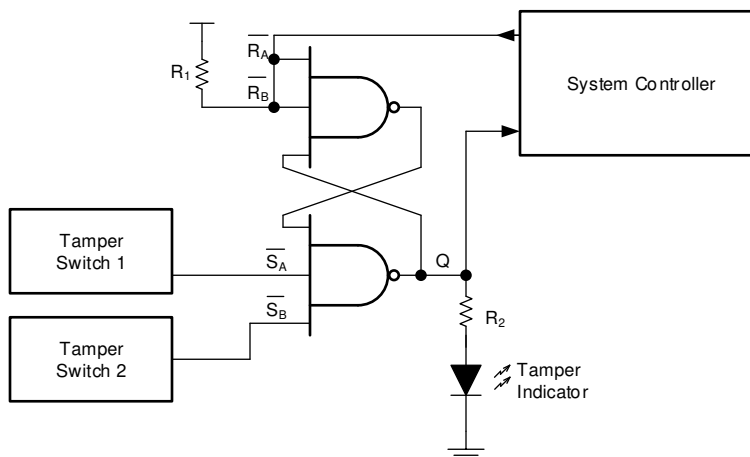 R1
R̅A̅
R̅B̅
System Controller
Tamper
Switch 1
S̅A̅
S̅B̅
Q
Tamper
Switch 2
R2
Tamper
Indicator